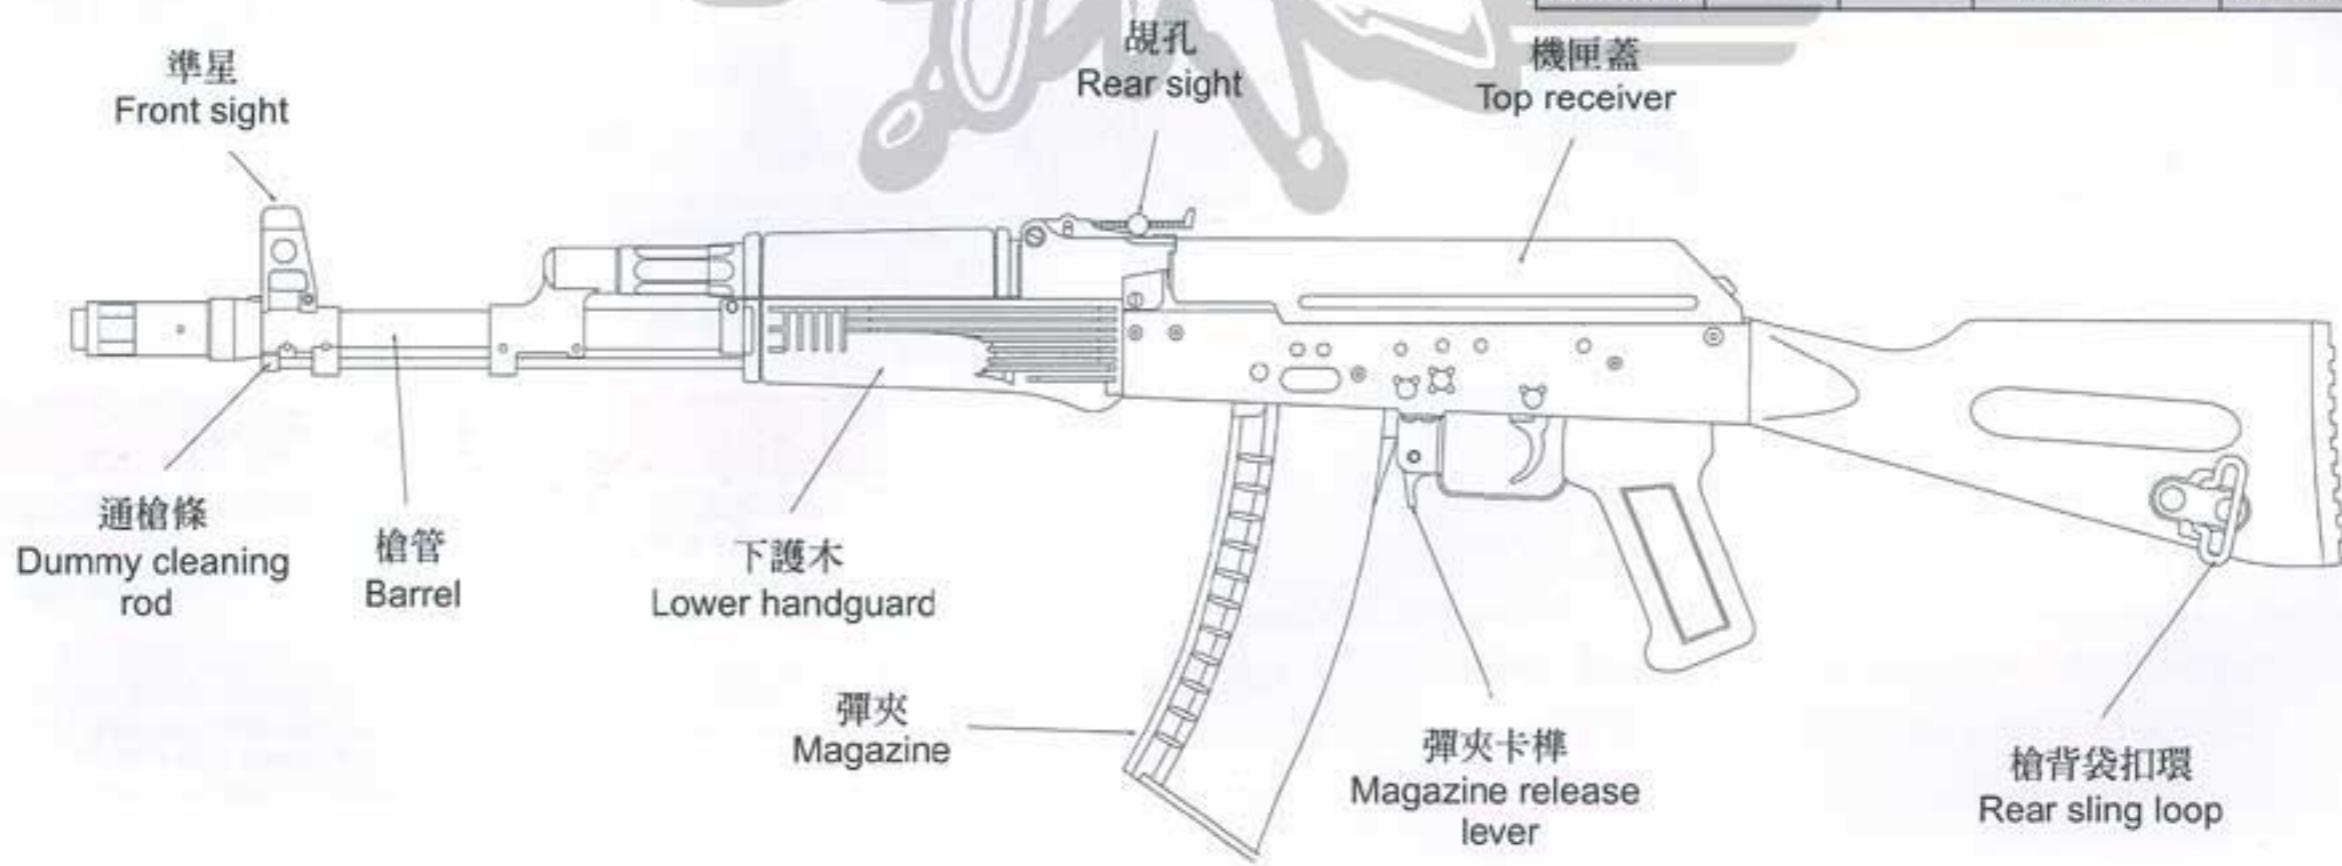 準星
Front sight
覘孔
Rear sight
機匣蓋
Top receiver
通槍條
Dummy cleaning
rod
槍管
Barrel
下護木
Lower handguard
彈夾
Magazine
彈夾卡榫
Magazine release
lever
槍背袋扣環
Rear sling loop